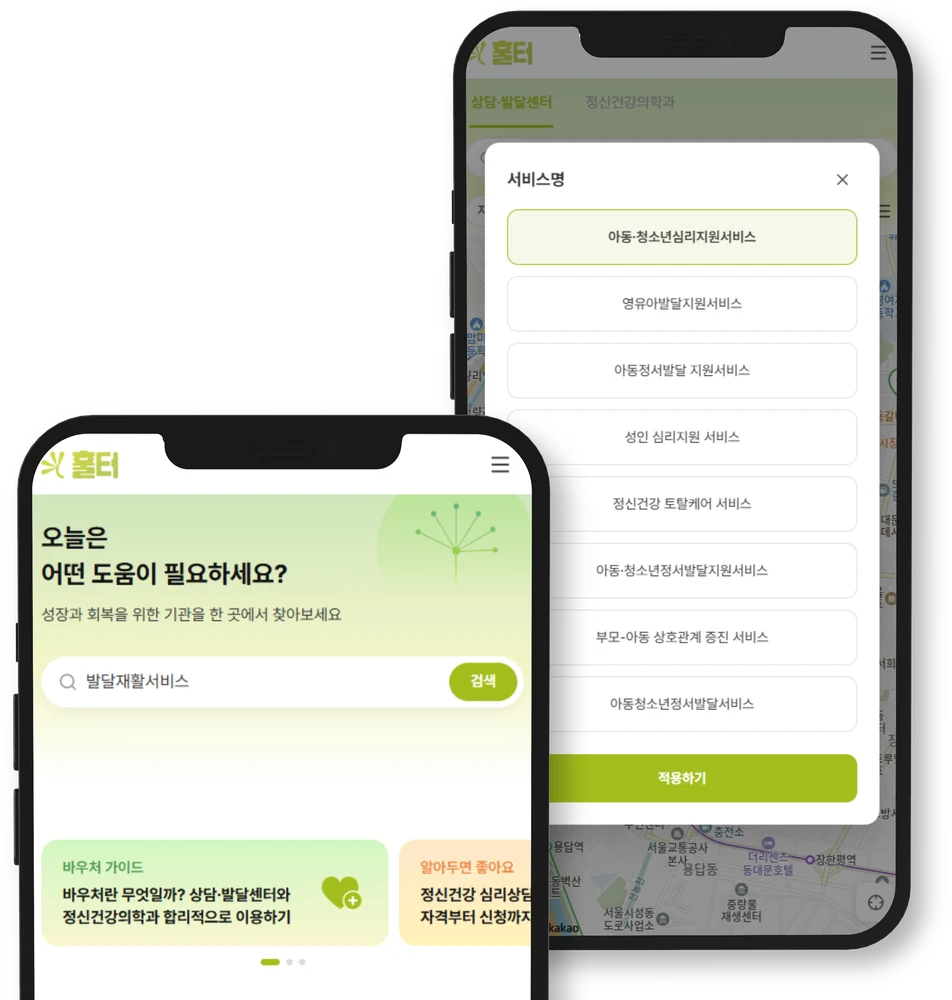 훌터
상담·발달센터
정신건강의학과
서비스명
아동·청소년심리지원서비스
영유아발달지원서비스
아동정서발달 지원서비스
성인 심리지원 서비스
정신건강 토탈케어 서비스
아동·청소년정서발달지원서비스
부모-아동 상호관계 증진 서비스
아동청소년정서발달서비스
적용하기
충전소
용답역
서울교통공사
본사
용답동
더리센츠
동대문호텔
장한평역
동벽산
서울시성동
도로사업소
중랑물
재생센터
kakao
훌터
오늘은
어떤 도움이 필요하세요?
성장과 회복을 위한 기관을 한 곳에서 찾아보세요
발달재활서비스
검색
바우처 가이드
바우처란 무엇일까? 상담·발달센터와
정신건강의학과 합리적으로 이용하기
알아두면 좋아요
정신건강 심리상담
자격부터 신청까지